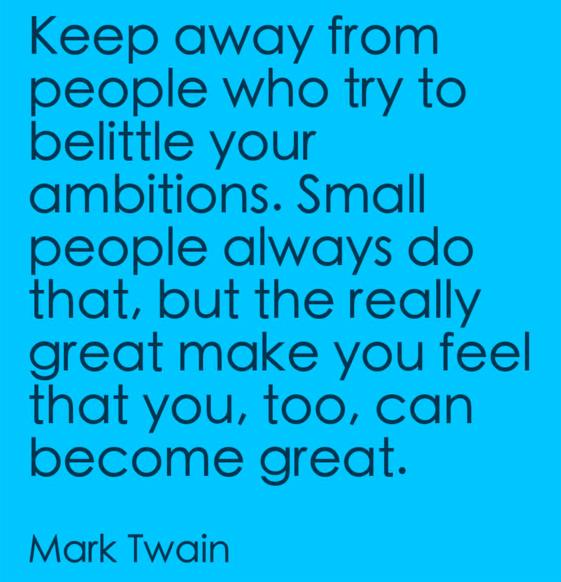 Keep away from
people who try to
belittle your
ambitions. Small
people always do
that, but the really
great make you feel
that you, too, can
become great.
Mark Twain